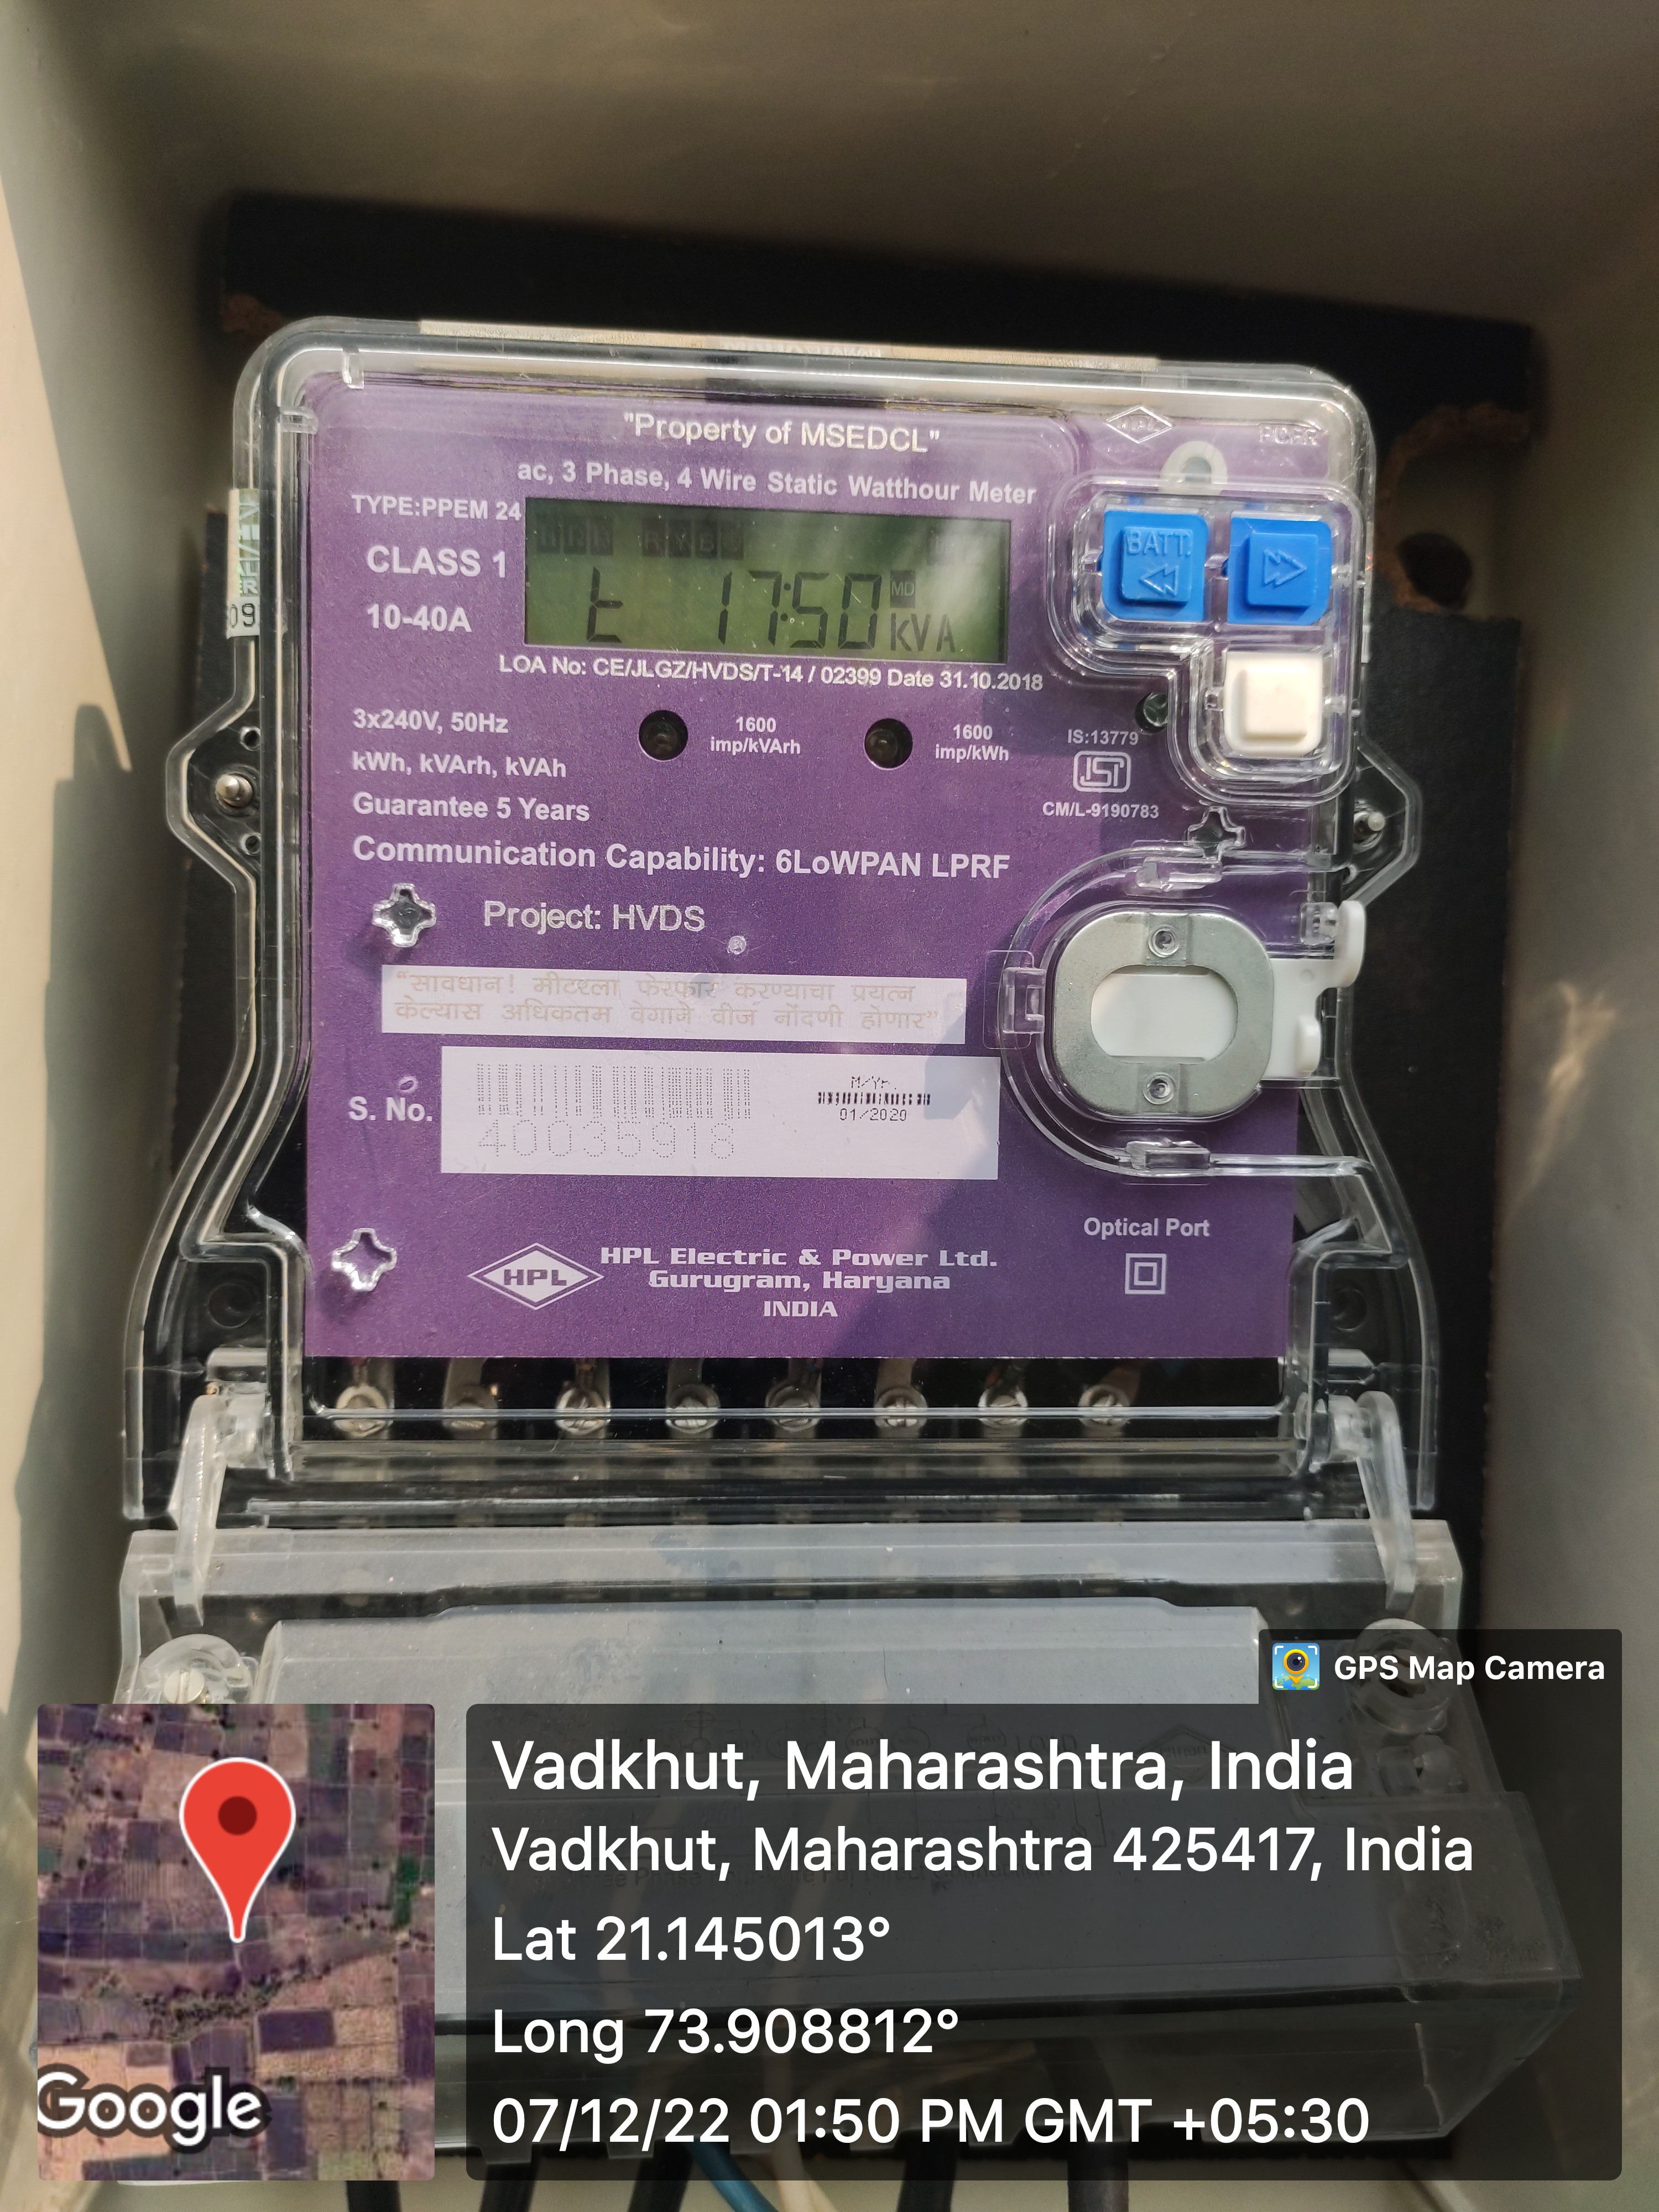 "Property of MSEDCL"
ac, 3 Phase, 4 Wire Static Watthour Meter
TYPE:PPEM 24
CLASS 1
10-40A
t 17:50 MD kVA
BATT.
LOA No: CE/JLGZ/HVDS/T-14 / 02399 Date 31.10.2018
3x240V, 50Hz
1600
imp/kVArh
1600
imp/kWh
kWh, kVArh, kVAh
IS:13779
ISI
CM/L-9190783
Guarantee 5 Years
Communication Capability: 6LoWPAN LPRF
Project: HVDS
“सावधान! मीटरला फेरफार करण्याचा प्रयत्न
केल्यास अधिकतम वेगाने वीज नोंदणी होणार”
S. No.
40035918
M/Yr.
01/2020
HPL
HPL Electric & Power Ltd.
Gurugram, Haryana
INDIA
Optical Port
GPS Map Camera
Vadkhut, Maharashtra, India
Vadkhut, Maharashtra 425417, India
Lat 21.145013°
Long 73.908812°
07/12/22 01:50 PM GMT +05:30
Google